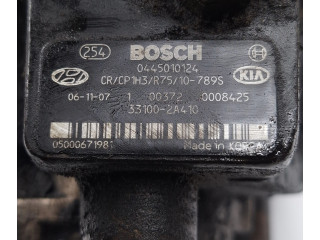 254 BOSCH
0445010124
CR/CP1H3/R75/10-789S
KIA
06-11-07 1 00372 0008425
33100-2A410
05000671981 Made in KOREA